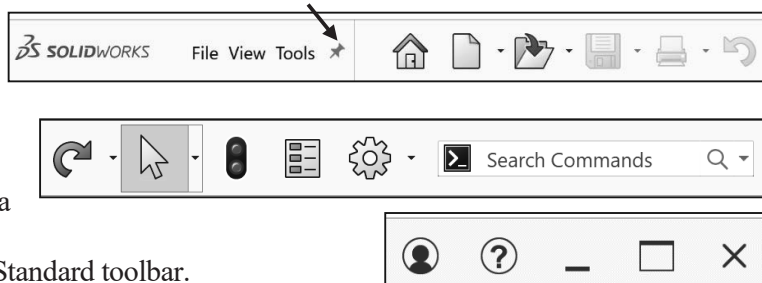 SOLIDWORKS File View Tools
Search Commands
a
Standard toolbar.